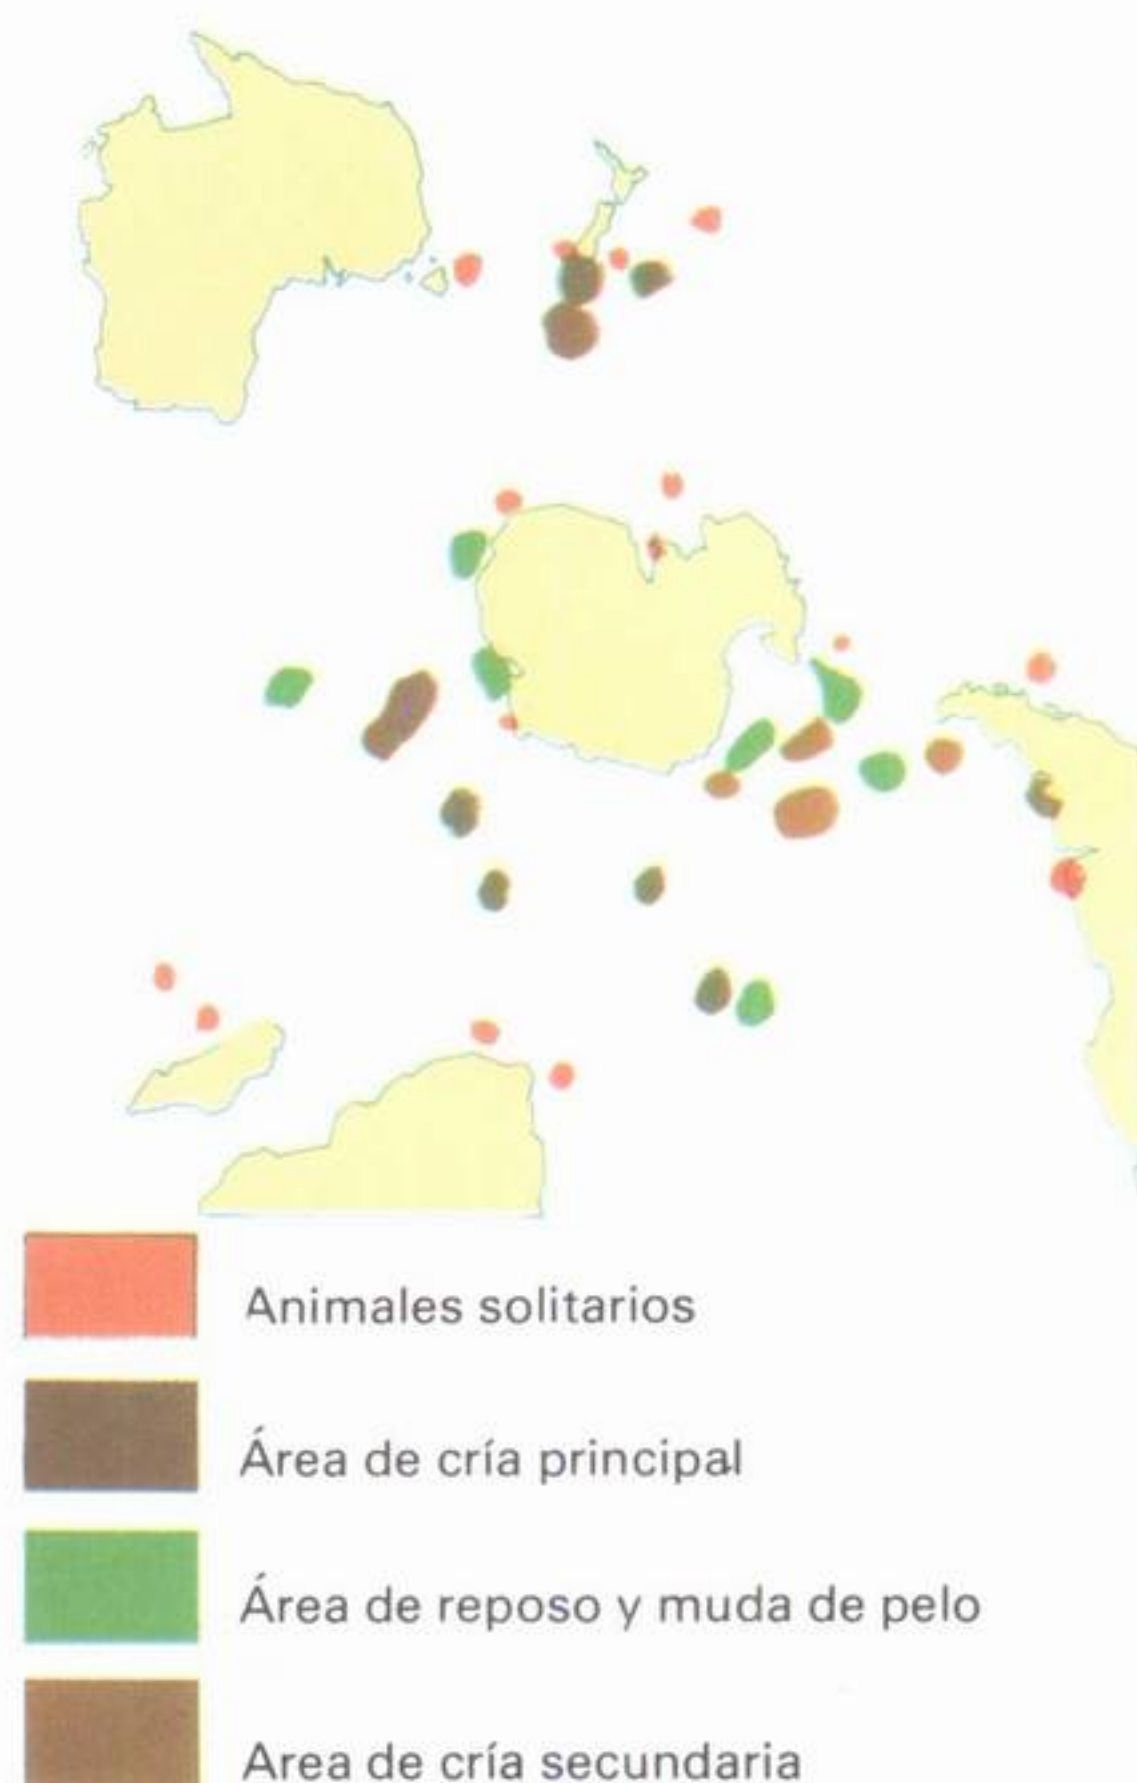 Animales solitarios
Área de cría principal
Área de reposo y muda de pelo
Area de cría secundaria